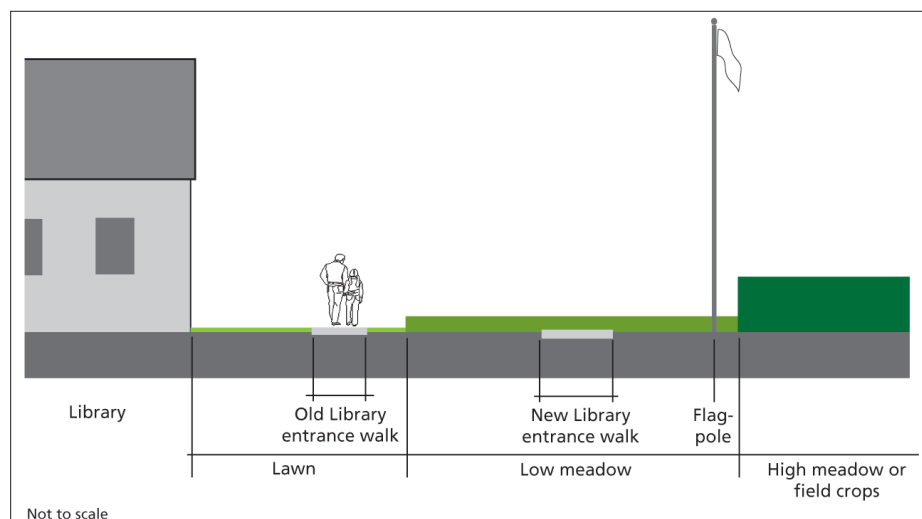 Library
Old Library
entrance walk
New Library
entrance walk
Flag-
pole
Lawn
Low meadow
High meadow or
field crops
Not to scale